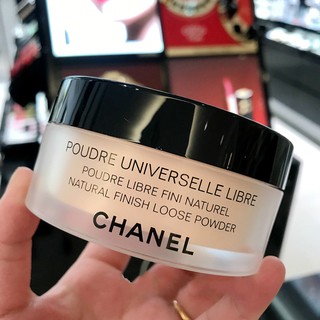 POUDRE UNIVERSELLE LIBRE
POUDRE LIBRE FINI NATUREL
NATURAL FINISH LOOSE POWDER
CHANEL